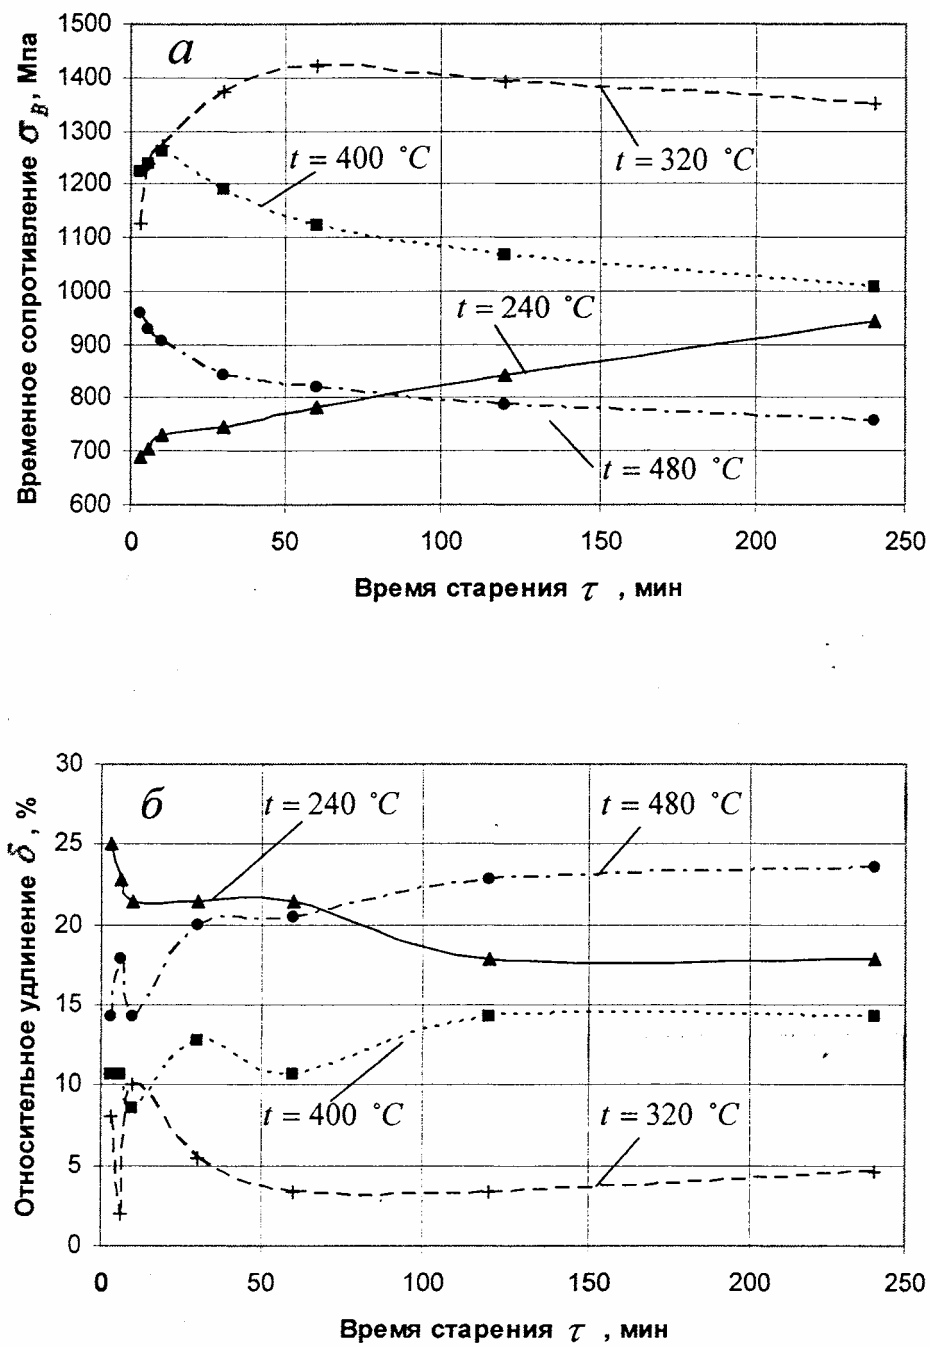 Временное сопротивление σ_B, Мпа
1500
1400
1300
1200
1100
1000
900
800
700
600
а
t = 400 °C
t = 320 °C
t = 240 °C
t = 480 °C
0 50 100 150 200 250
Время старения τ , мин
Относительное удлинение δ , %
30
25
20
15
10
5
0
б
t = 240 °C
t = 480 °C
t = 400 °C
t = 320 °C
0 50 100 150 200 250
Время старения τ , мин